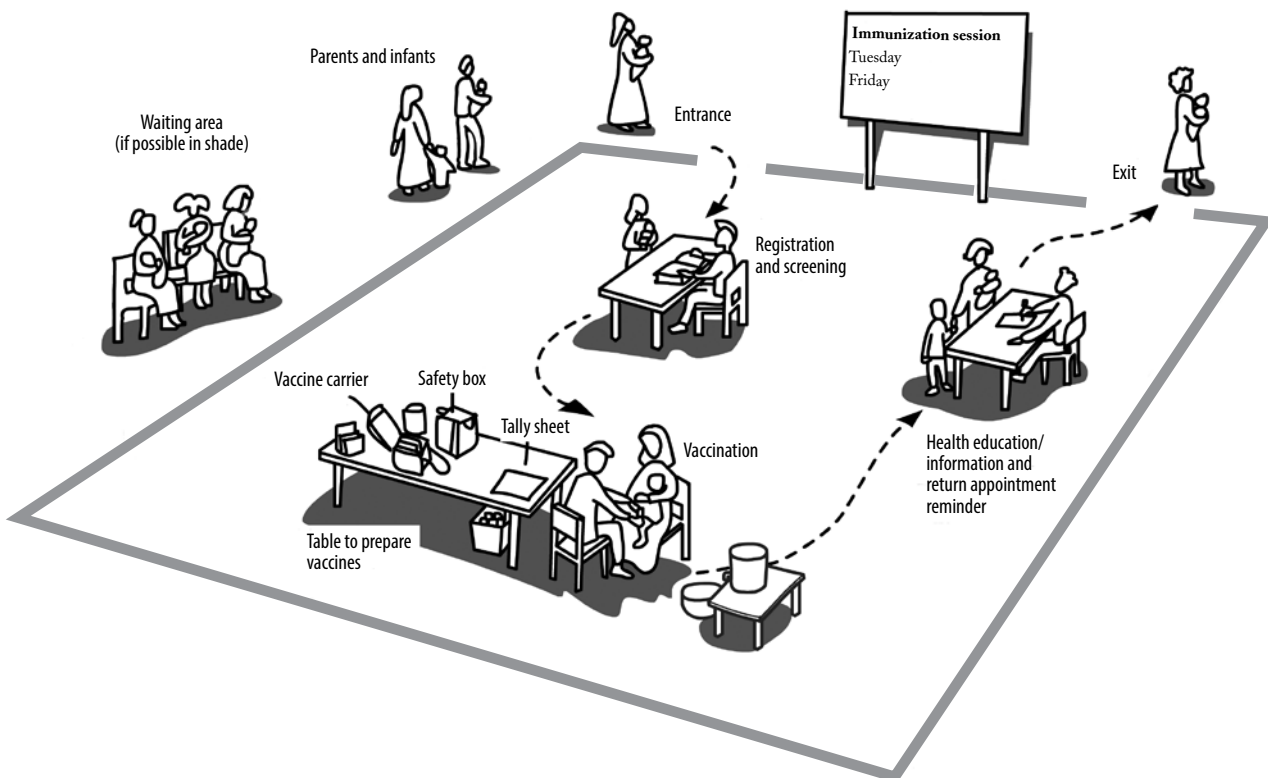 Immunization session
Tuesday
Friday
Parents and infants
Entrance
Waiting area
(if possible in shade)
Exit
Registration
and screening
Vaccine carrier
Safety box
Tally sheet
Vaccination
Health education/
information and
return appointment
reminder
Table to prepare
vaccines